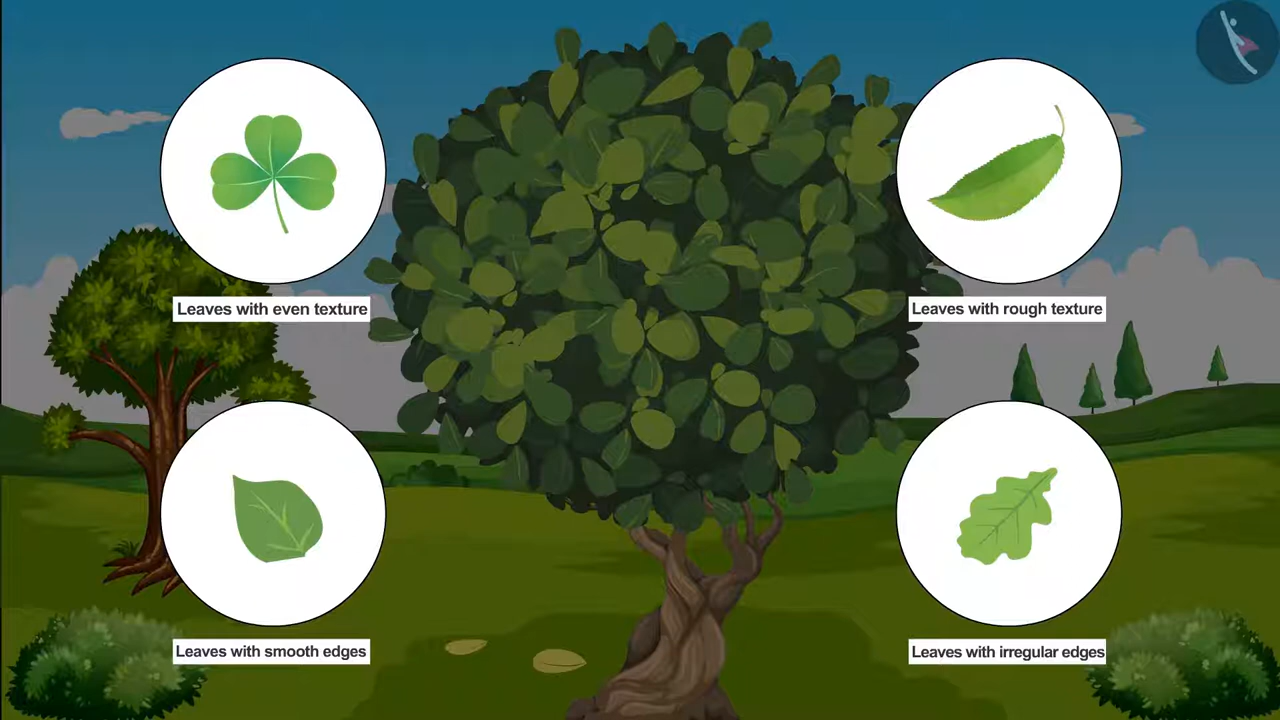 Leaves with even texture
Leaves with rough texture
Leaves with smooth edges
Leaves with irregular edges